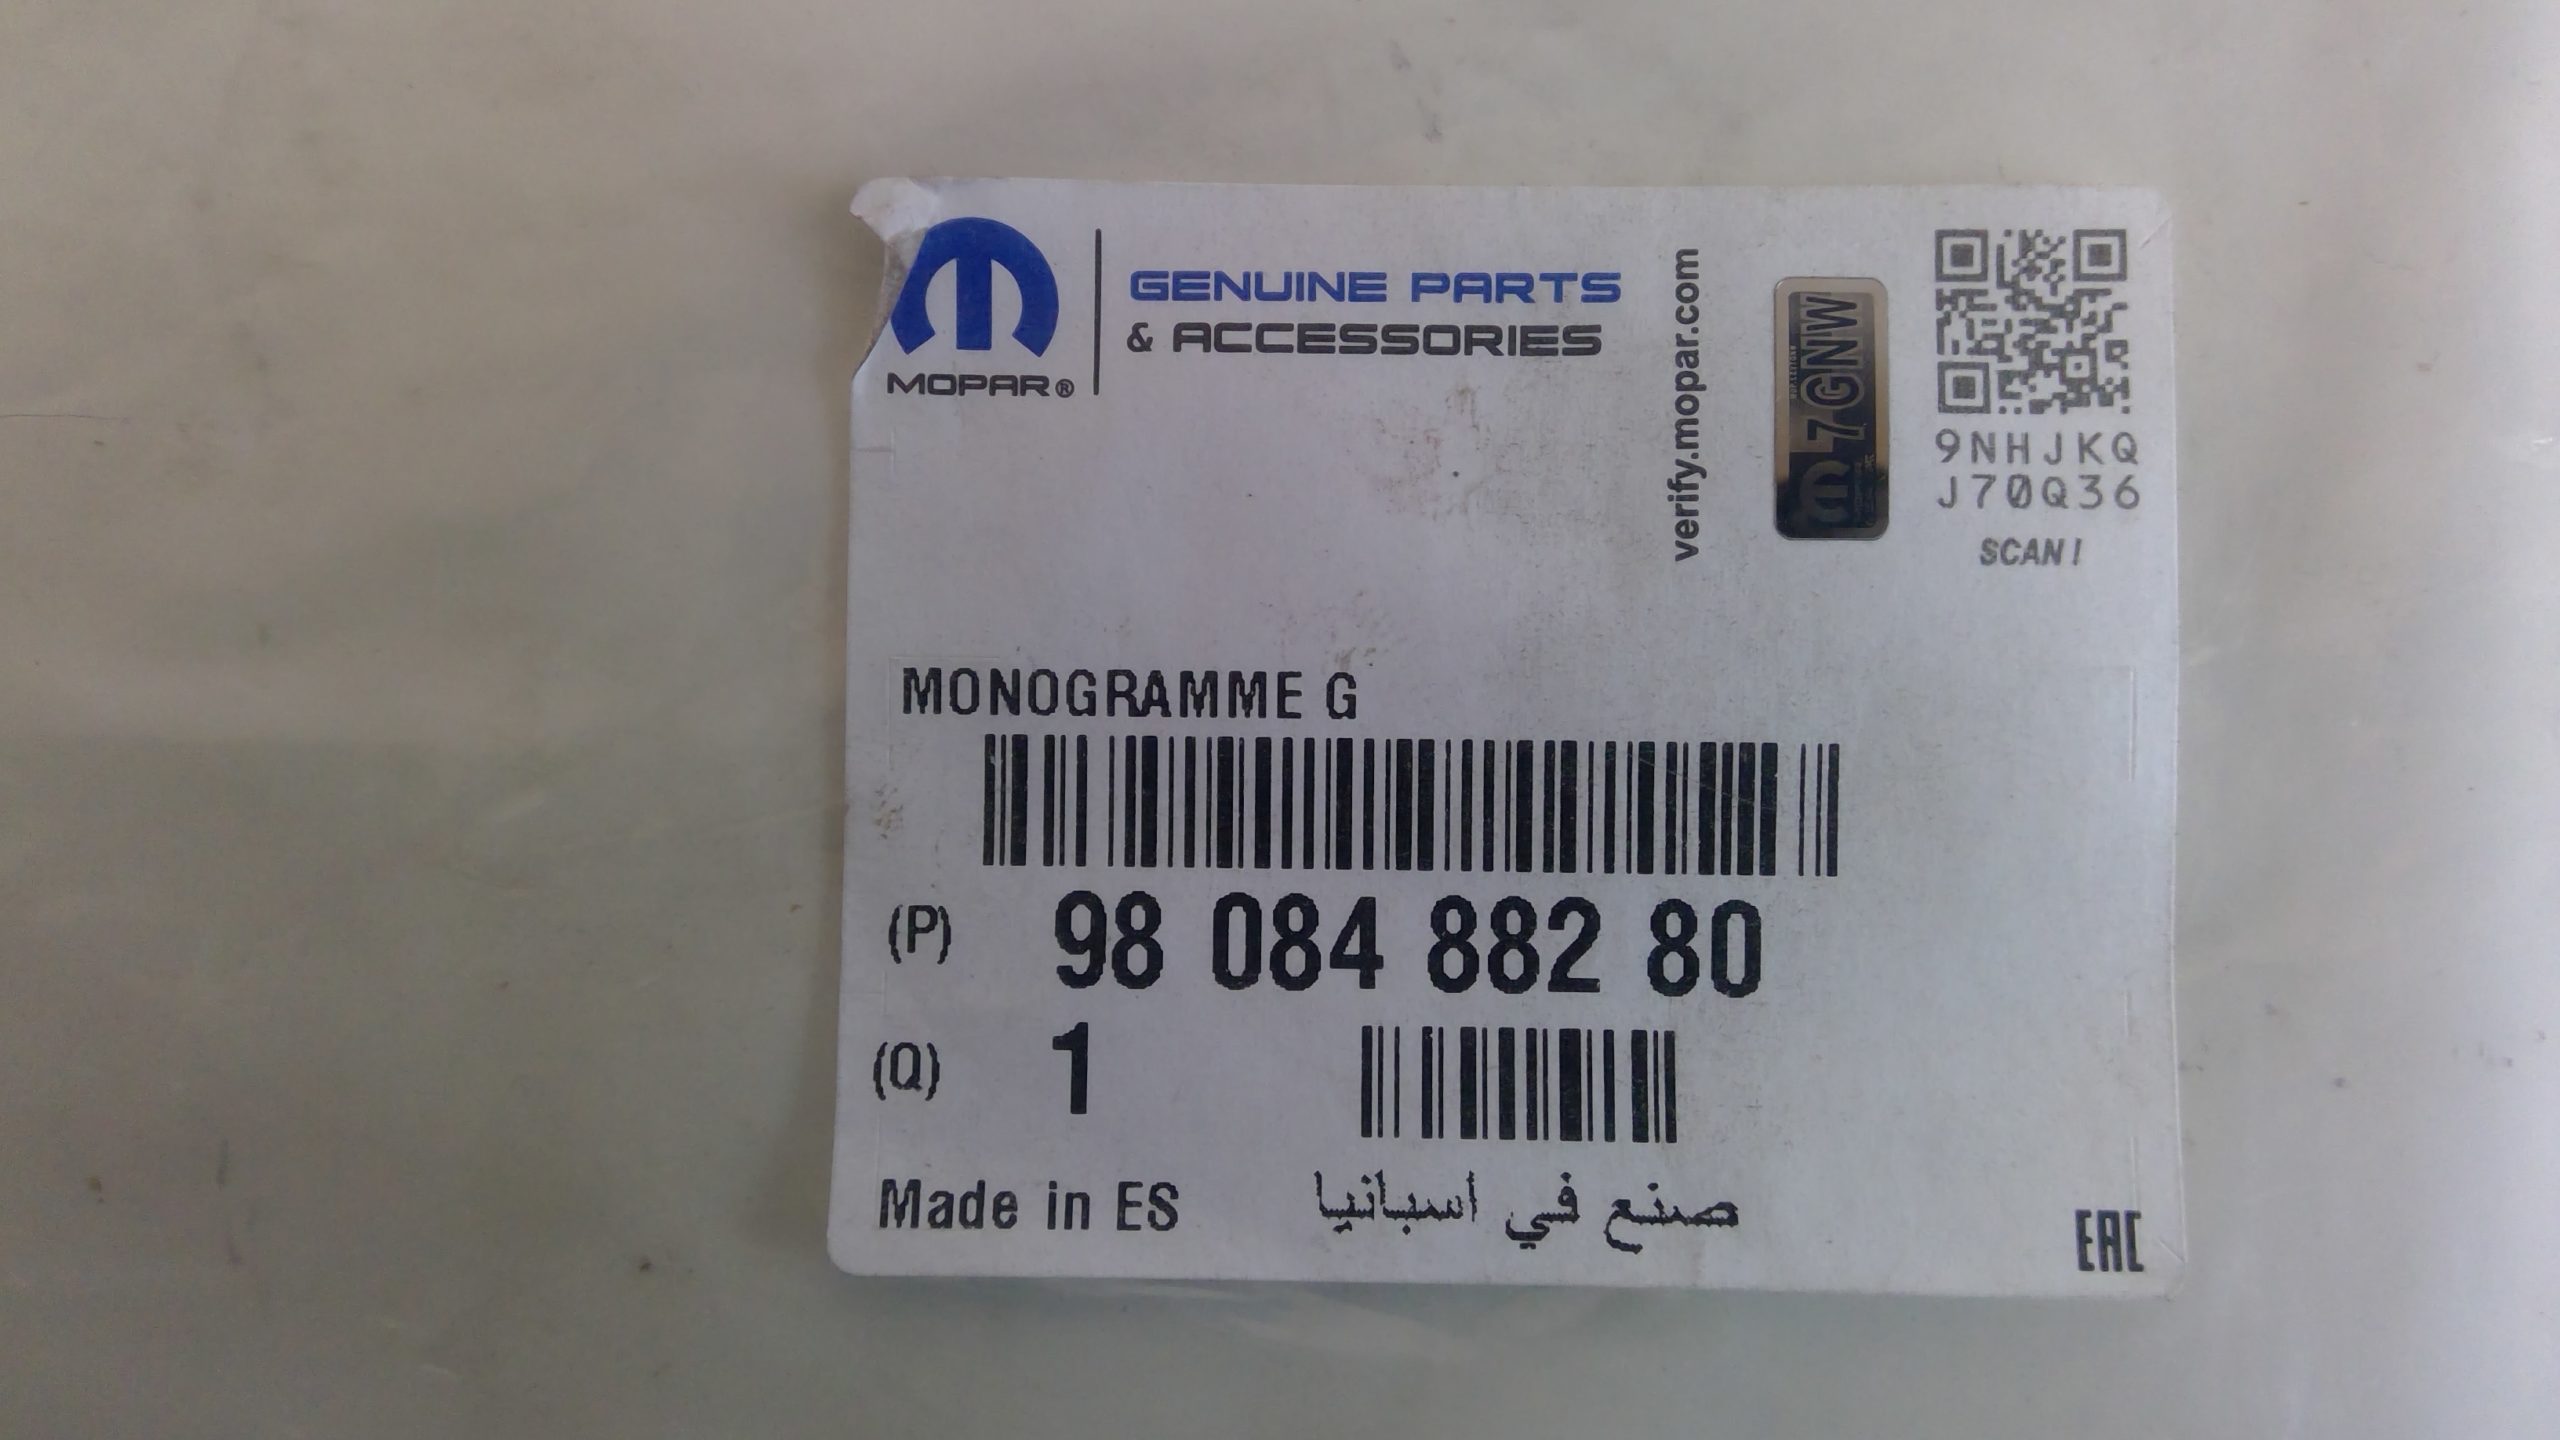 MOPAR®
GENUINE PARTS
& ACCESSORIES
verify.mopar.com
7GNW
9NHJKQ
J70Q36
SCAN!
MONOGRAMME G
(P) 98 084 882 80
(Q) 1
Made in ES صنع في أسبانيا
EAC